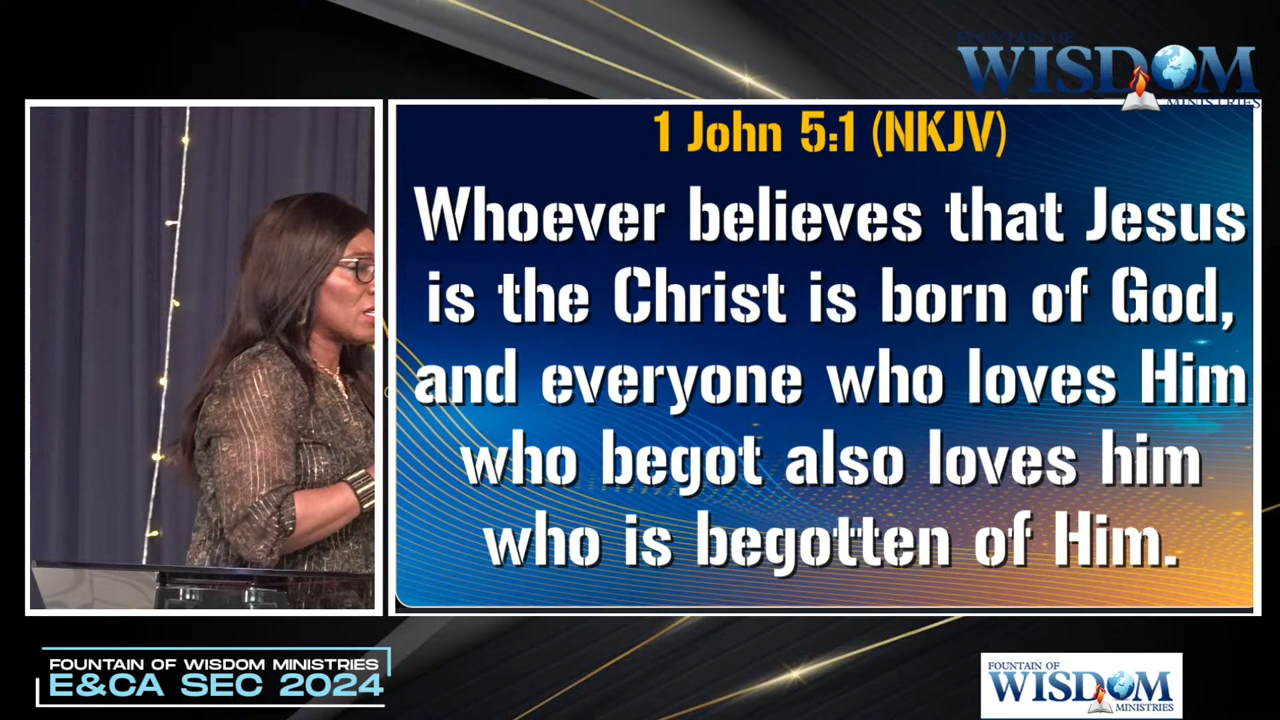 FOUNTAIN OF
WISDOM
MINISTRIES
1 John 5:1 (NKJV)
Whoever believes that Jesus
is the Christ is born of God,
and everyone who loves Him
who begot also loves him
who is begotten of Him.
FOUNTAIN OF WISDOM MINISTRIES
E&CA SEC 2024
FOUNTAIN OF
WISDOM
MINISTRIES